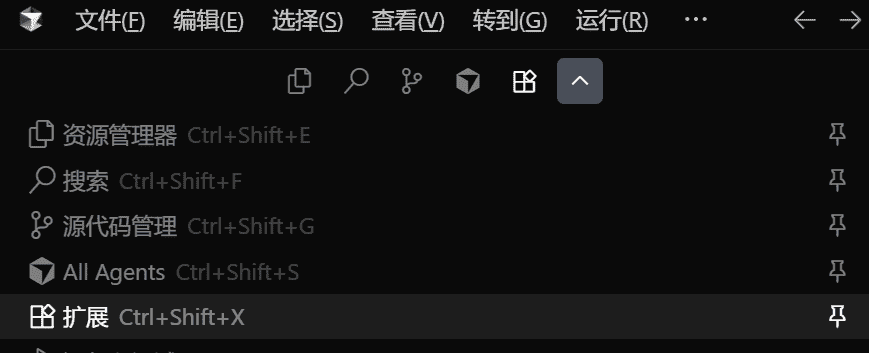 文件(F) 编辑(E) 选择(S) 查看(V) 转到(G) 运行(R) ···
资源管理器 Ctrl+Shift+E
搜索 Ctrl+Shift+F
源代码管理 Ctrl+Shift+G
All Agents Ctrl+Shift+S
扩展 Ctrl+Shift+X